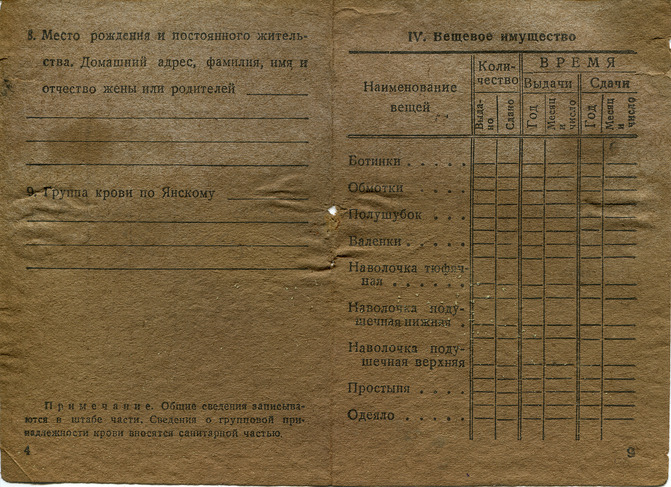 8. Место рождения и постоянного житель-
ства. Домашний адрес, фамилия, имя и
отчество жены или родителей
9. Группа крови по Янскому
Примечание. Общие сведения записыва-
ются в штабе части. Сведения о групповой при-
надлежности крови вносятся санитарной частью.
4
IV. Вещевое имущество
Наименование
вещей
Коли-
чество
ВРЕМЯ
Выдачи
Сдачи
Выда-
но
Сдано
Год
Месяц
и
число
Год
Месяц
и
число
Ботинки . . . . .
Обмотки . . . .
Полушубок . . . .
Валенки . . . . .
Наволочка тюфяч-
ная . . . . . .
Наволочка поду-
шечная нижняя .
Наволочка поду-
шечная верхняя
Простыня . . . .
Одеяло . . . . .
9